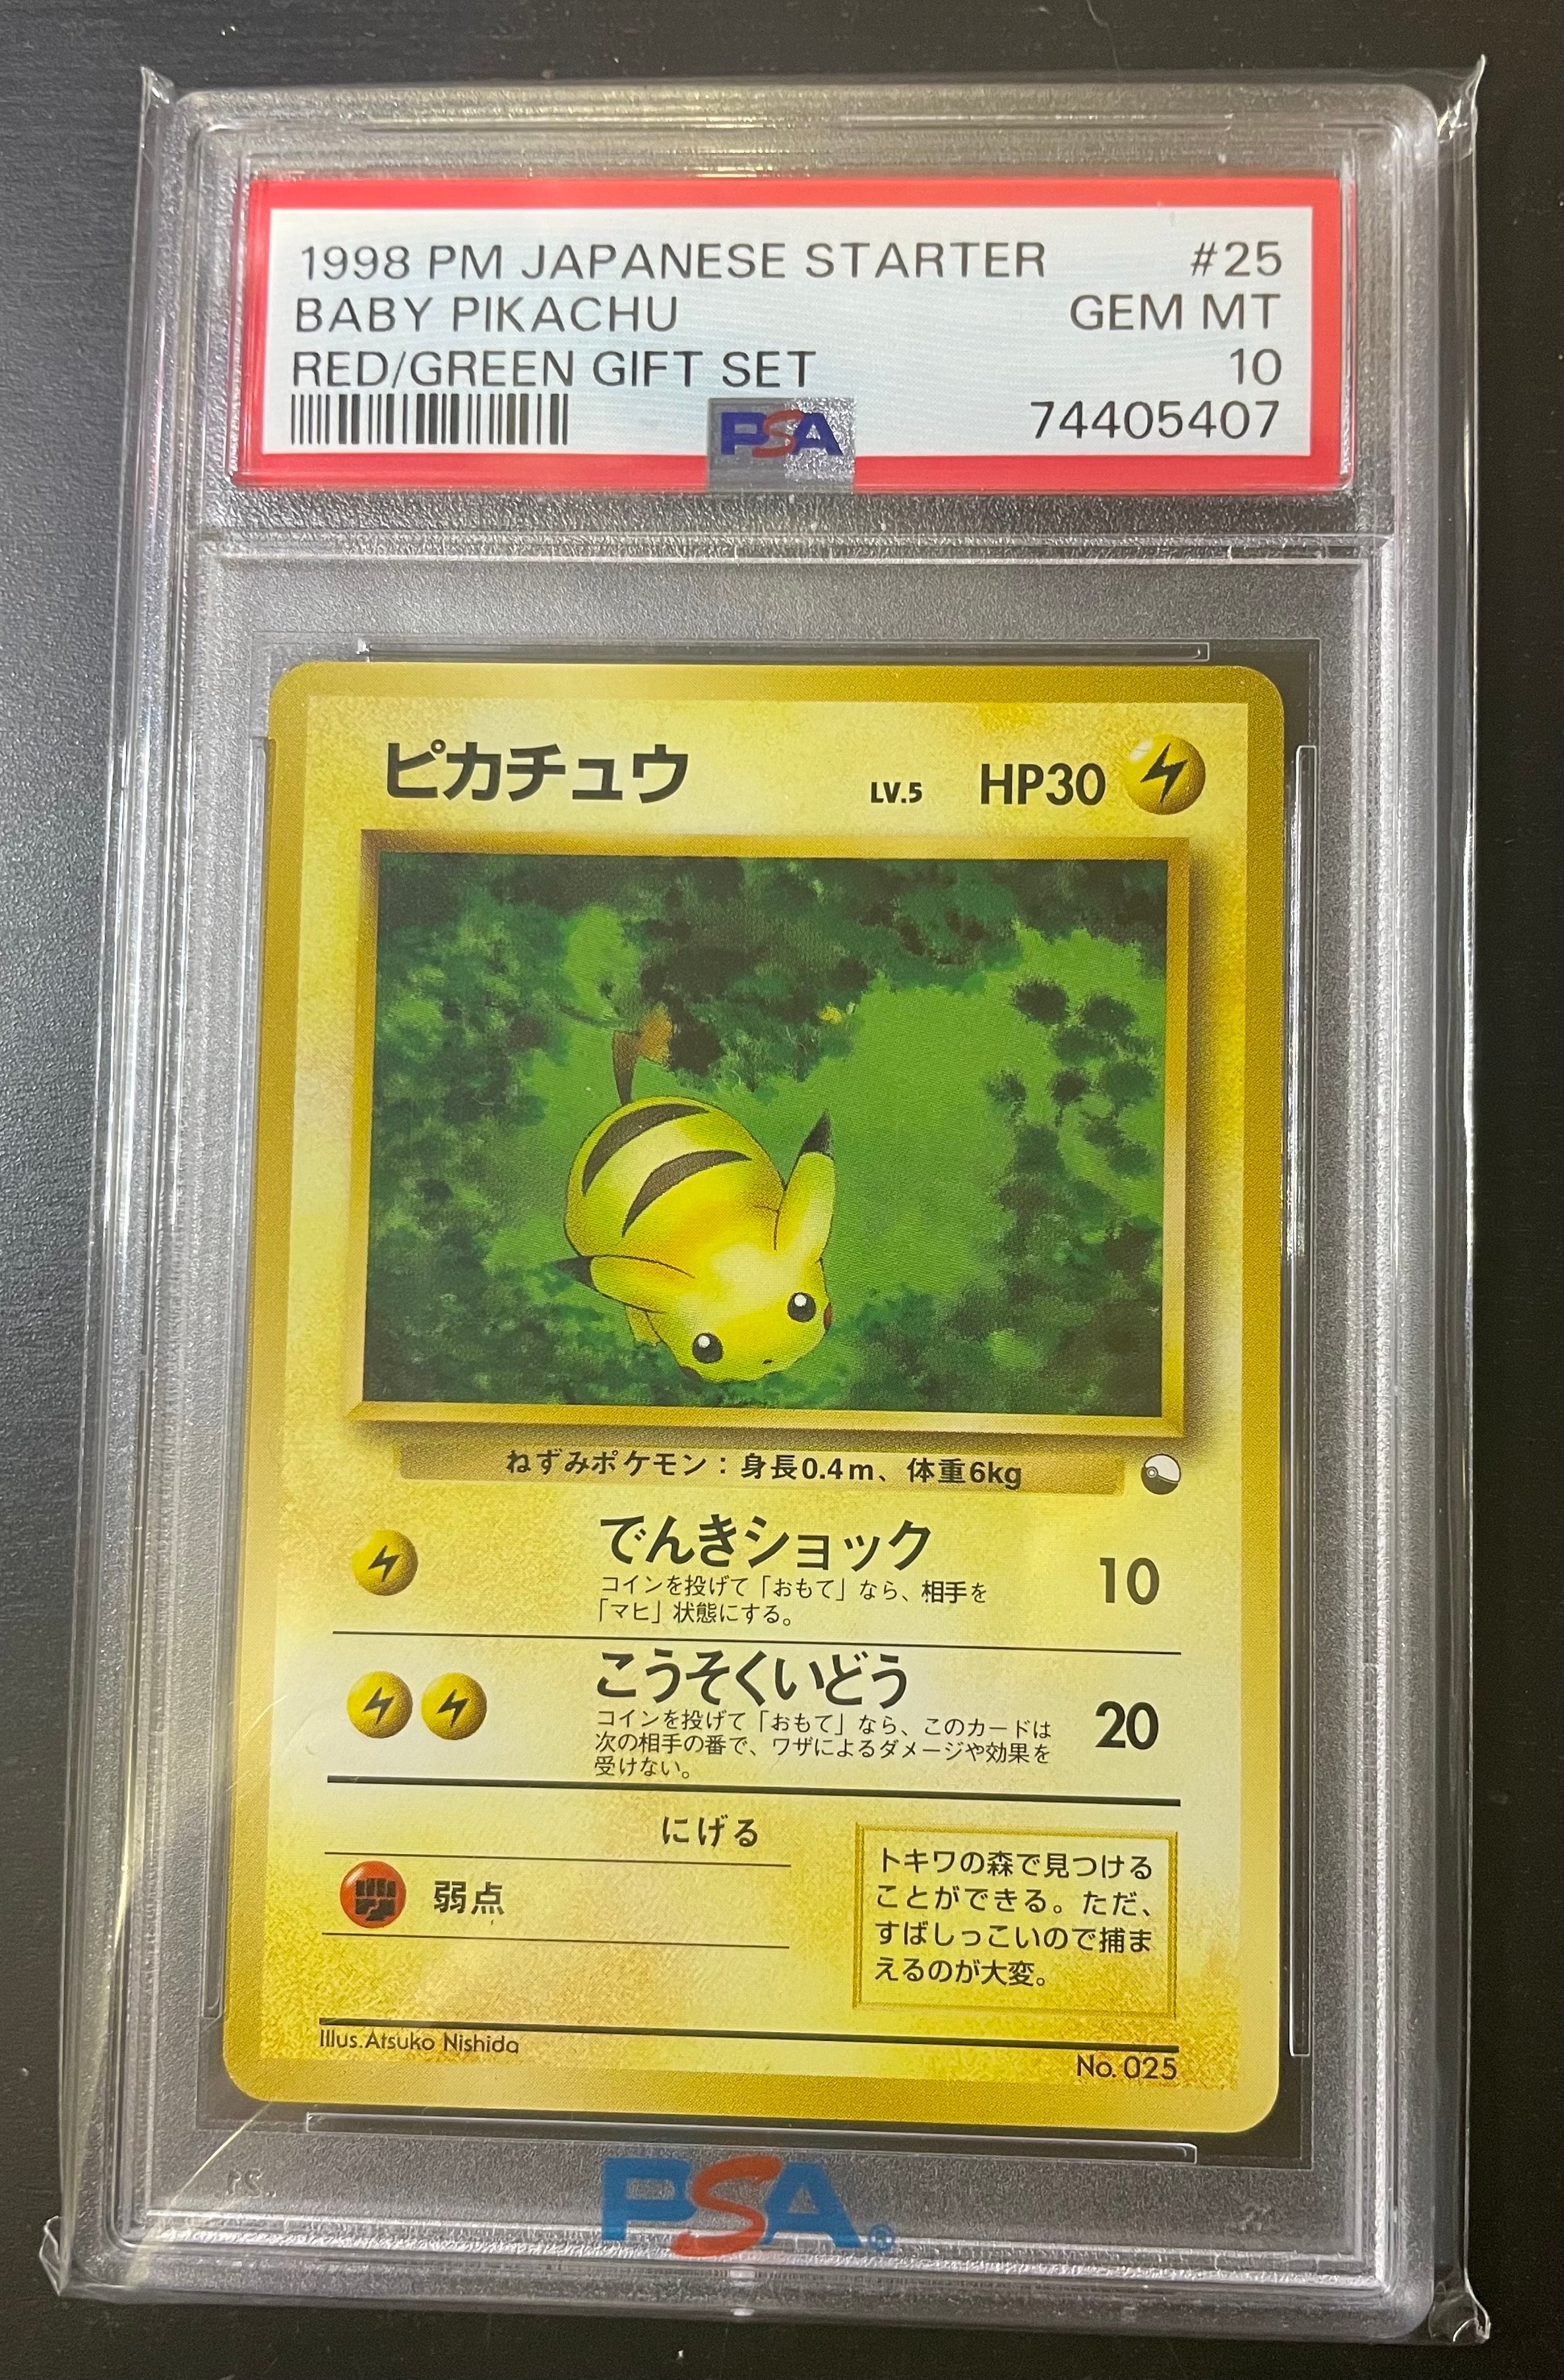 1998 PM JAPANESE STARTER #25
BABY PIKACHU GEM MT
RED/GREEN GIFT SET 10
PSA 74405407
ピカチュウ LV.5 HP30
ねずみポケモン：身長0.4m、体重6kg
でんきショック 10
コインを投げて「おもて」なら、相手を
「マヒ」状態にする。
こうそくいどう 20
コインを投げて「おもて」なら、このカードは
次の相手の番で、ワザによるダメージや効果を
受けない。
にげる
弱点
トキワの森で見つける
ことができる。ただ、
すばしっこいので捕ま
えるのが大変。
Illus.Atsuko Nishida
No.025
PSA®